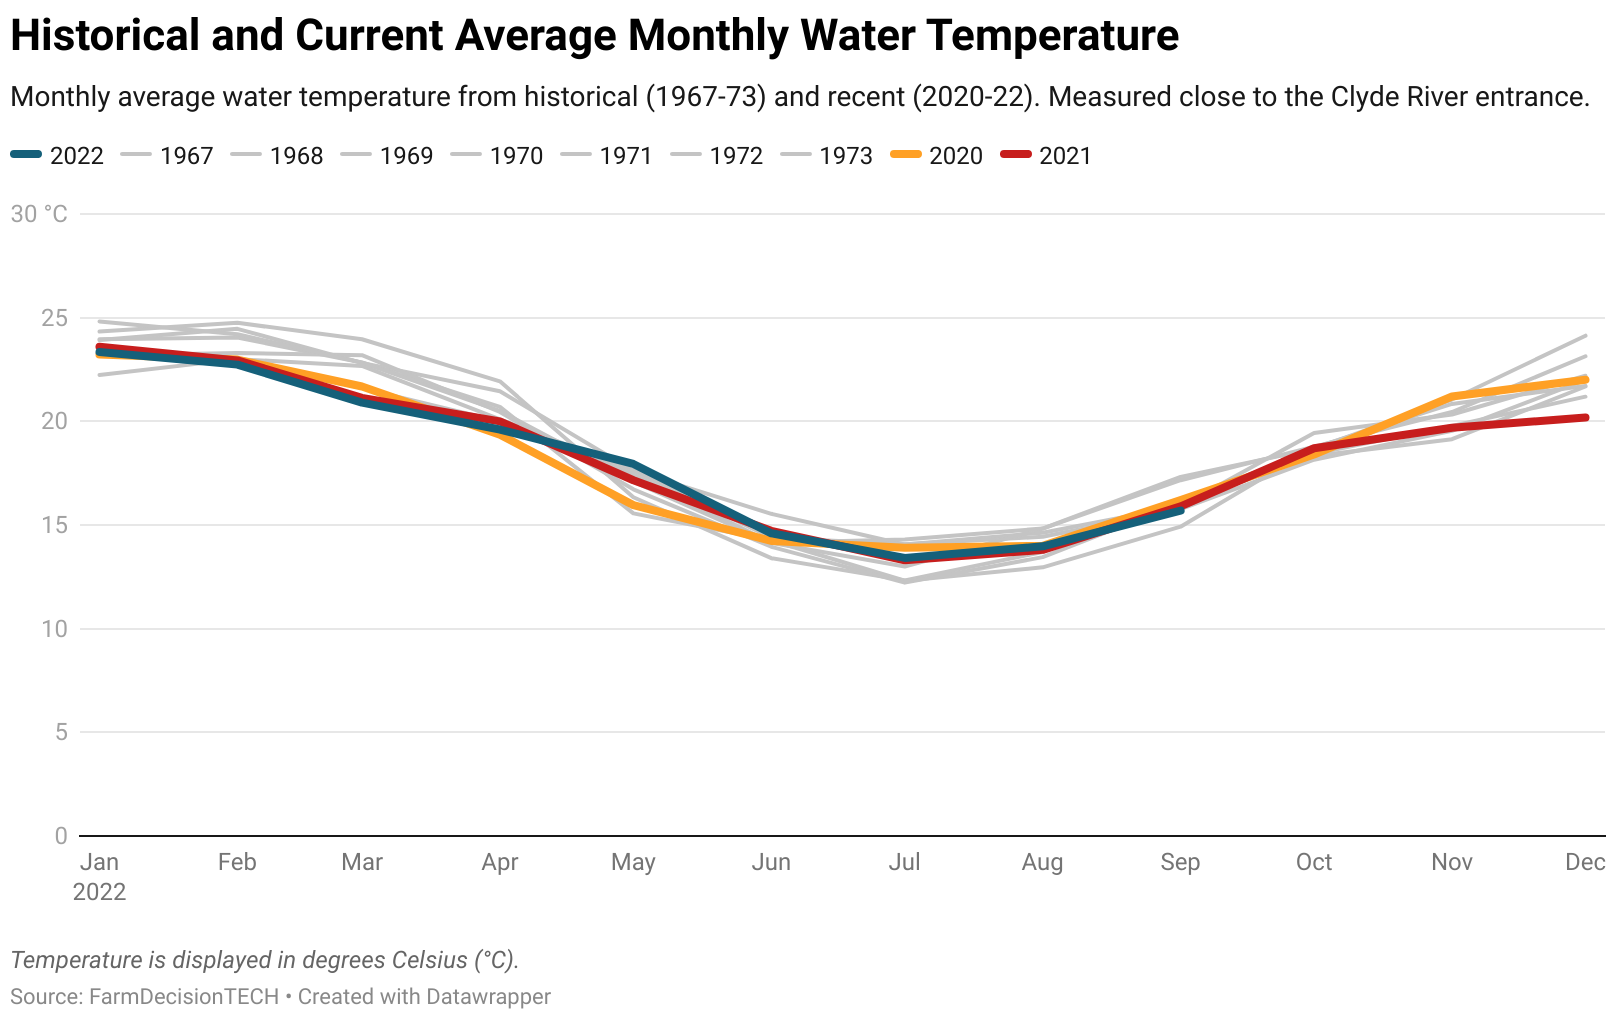 Historical and Current Average Monthly Water Temperature
Monthly average water temperature from historical (1967-73) and recent (2020-22). Measured close to the Clyde River entrance.
2022 1967 1968 1969 1970 1971 1972 1973 2020 2021
30 °C
25
20
15
10
5
0
Jan Feb Mar Apr May Jun Jul Aug Sep Oct Nov Dec
2022
Temperature is displayed in degrees Celsius (°C).
Source: FarmDecisionTECH • Created with Datawrapper